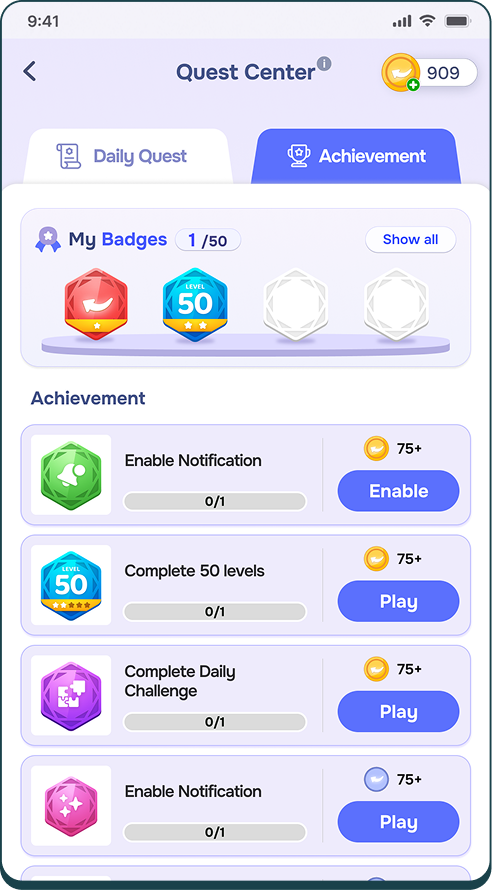 9:41
Quest Center i
909
Daily Quest
Achievement
My Badges 1 /50
Show all
LEVEL
50
Achievement
Enable Notification
0/1
75+
Enable
LEVEL
50
Complete 50 levels
0/1
75+
Play
Complete Daily
Challenge
0/1
75+
Play
Enable Notification
0/1
75+
Play